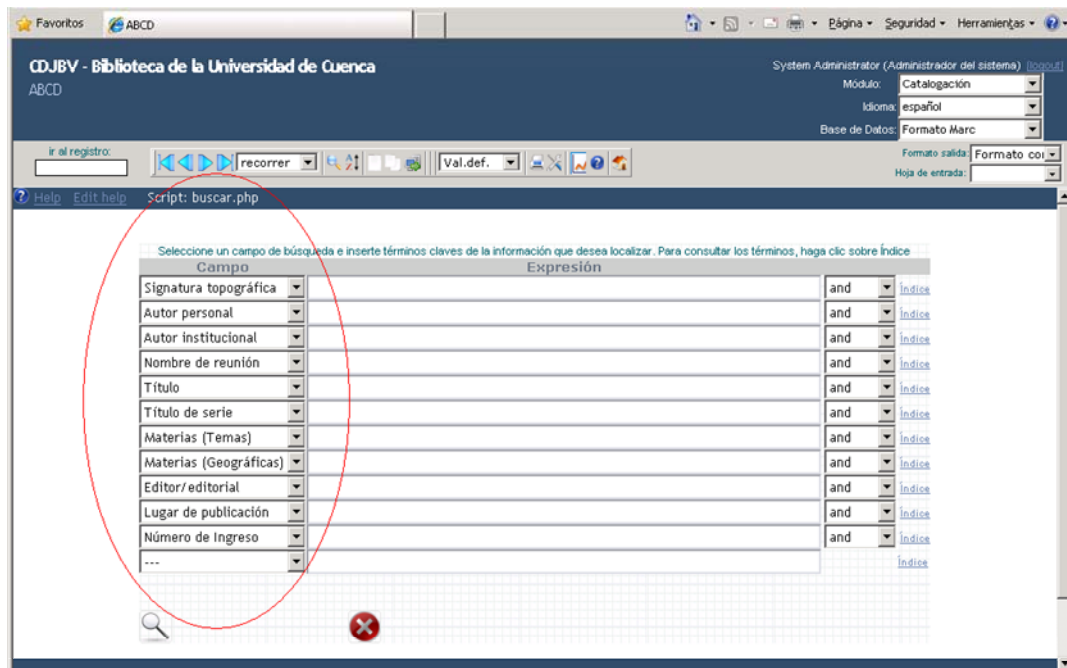 Favoritos ABCD Página Seguridad Herramientas
CDJBV - Biblioteca de la Universidad de Cuenca System Administrator (Administrador del sistema) [logout]
ABCD Módulo: Catalogación
Idioma: español
Base de Datos: Formato Marc
ir al registro: recorrer Val.def. Formato salida: Formato coi
Hoja de entrada:
Help Edit help Script: buscar.php
Seleccione un campo de búsqueda e inserte términos claves de la información que desea localizar. Para consultar los términos, haga clic sobre Índice
Campo Expresión
Signatura topográfica and Índice
Autor personal and Índice
Autor institucional and Índice
Nombre de reunión and Índice
Título and Índice
Título de serie and Índice
Materias (Temas) and Índice
Materias (Geográficas) and Índice
Editor/editorial and Índice
Lugar de publicación and Índice
Número de Ingreso and Índice
--- Índice